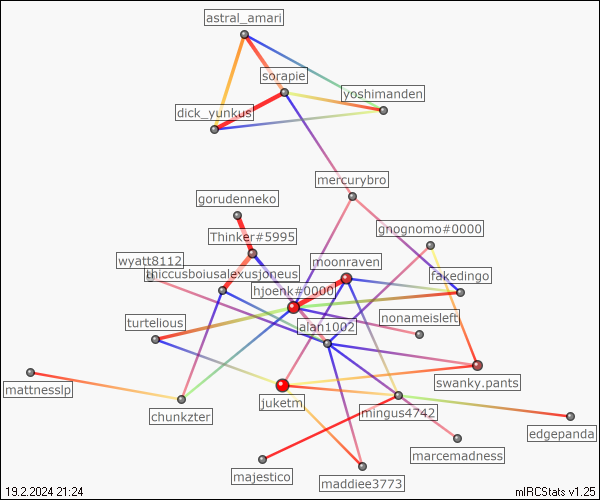 astral_amari
sorapie
yoshimanden
dick_yunkus
mercurybro
gorudenneko
gnognomo#0000
Thinker#5995
wyatt8112
moonraven
thiccusboiusalexusjoneus
fakedingo
hjoenk#0000
turtelious
alan1002
nonameisleft
mattnesslp
swanky.pants
juketm
chunkzter
mingus4742
edgepanda
marcemadness
majestico
maddiee3773
19.2.2024 21:24
mIRCStats v1.25